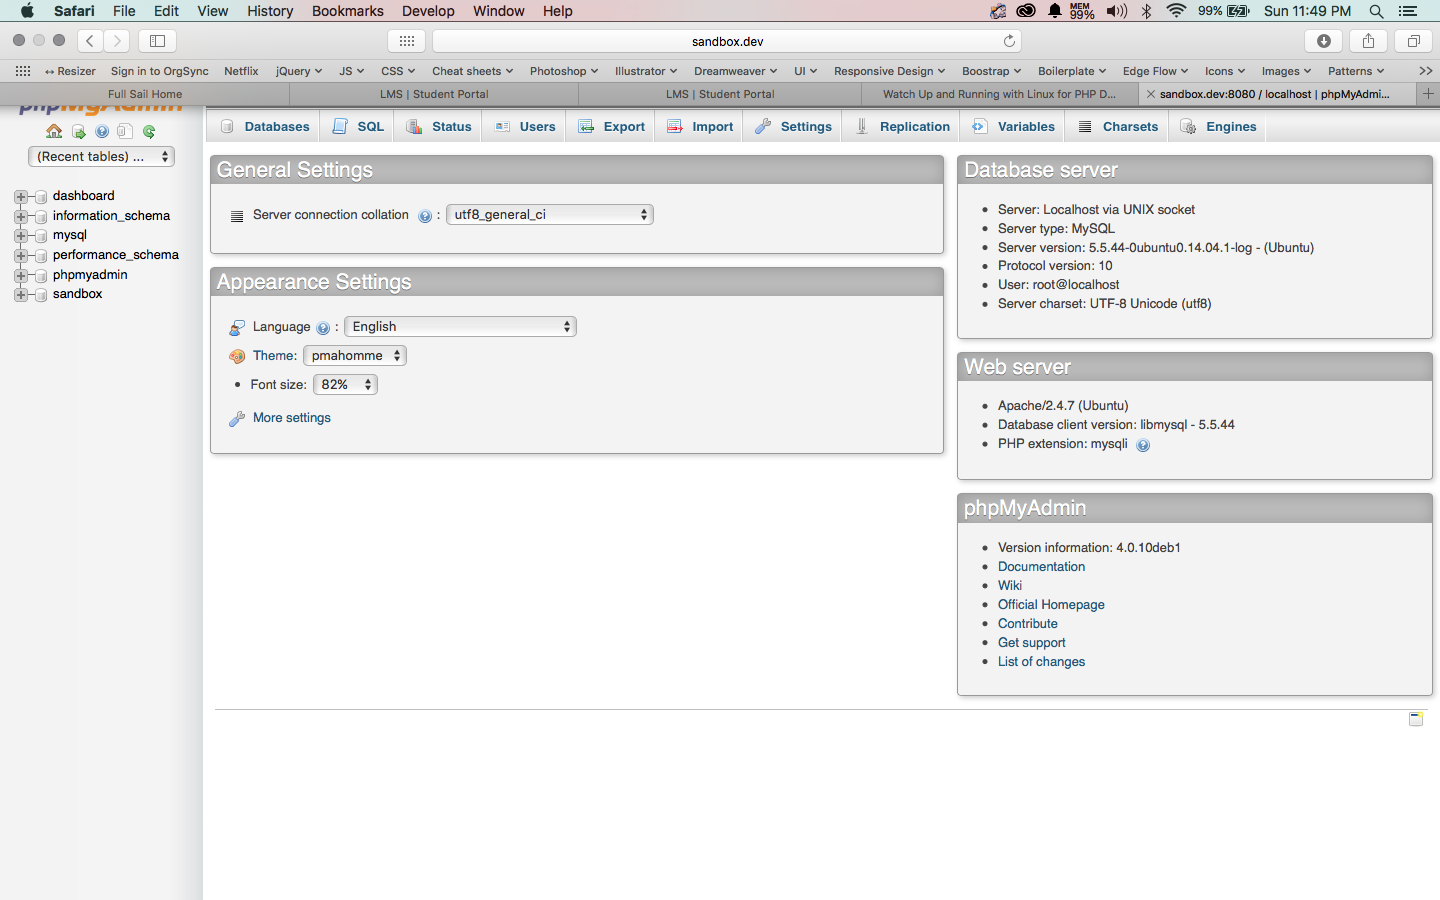 Safari File Edit View History Bookmarks Develop Window Help MEM 99% 99% Sun 11:49 PM
sandbox.dev
Resizer Sign in to OrgSync Netflix jQuery JS CSS Cheat sheets Photoshop Illustrator Dreamweaver UI Responsive Design Boostrap Boilerplate Edge Flow Icons Images Patterns >>
Full Sail Home LMS | Student Portal LMS | Student Portal Watch Up and Running with Linux for PHP D... sandbox.dev:8080 / localhost | phpMyAdmi...
phpMyAdmin
Databases SQL Status Users Export Import Settings Replication Variables Charsets Engines
(Recent tables) ...
dashboard
information_schema
mysql
performance_schema
phpmyadmin
sandbox
General Settings
Server connection collation : utf8_general_ci
Appearance Settings
Language : English
Theme: pmahomme
• Font size: 82%
More settings
Database server
• Server: Localhost via UNIX socket
• Server type: MySQL
• Server version: 5.5.44-0ubuntu0.14.04.1-log - (Ubuntu)
• Protocol version: 10
• User: root@localhost
• Server charset: UTF-8 Unicode (utf8)
Web server
• Apache/2.4.7 (Ubuntu)
• Database client version: libmysql - 5.5.44
• PHP extension: mysqli
phpMyAdmin
• Version information: 4.0.10deb1
• Documentation
• Wiki
• Official Homepage
• Contribute
• Get support
• List of changes